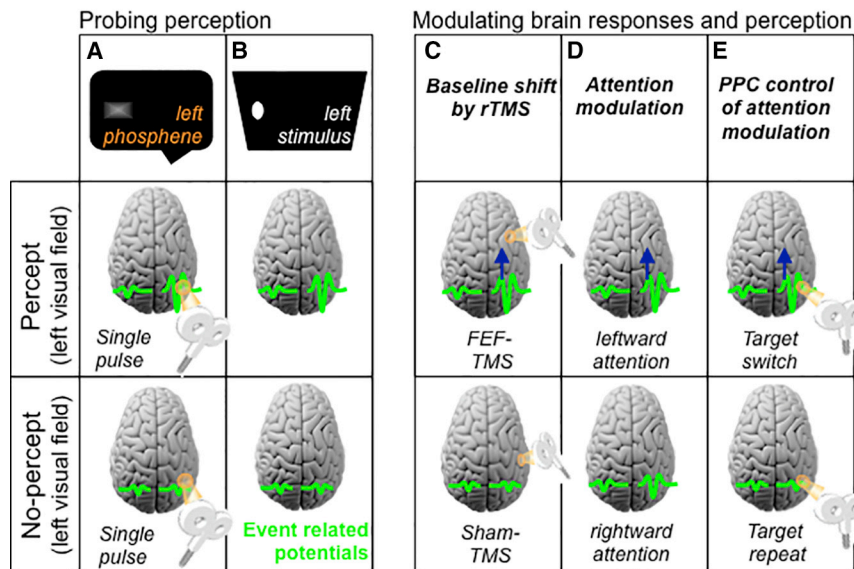 Probing perception
Modulating brain responses and perception
A
B
C
D
E
left
phosphene
left
stimulus
Baseline shift
by rTMS
Attention
modulation
PPC control
of attention
modulation
Percept
(left visual field)
Single
pulse
FEF-
TMS
leftward
attention
Target
switch
No-percept
(left visual field)
Single
pulse
Event related
potentials
Sham-
TMS
rightward
attention
Target
repeat